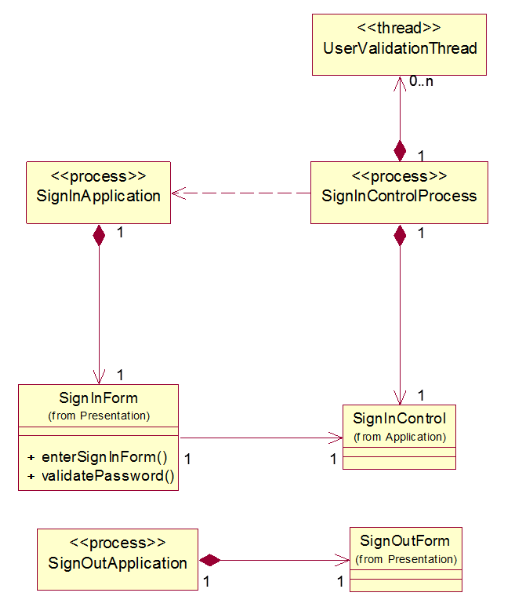 <<thread>>
UserValidationThread
0..n
1
<<process>>
SignInApplication
<<process>>
SignInControlProcess
1
1
1
1
SignInForm
(from Presentation)
+ enterSignInForm()
+ validatePassword()
SignInControl
(from Application)
1
1
<<process>>
SignOutApplication
SignOutForm
(from Presentation)
1
1